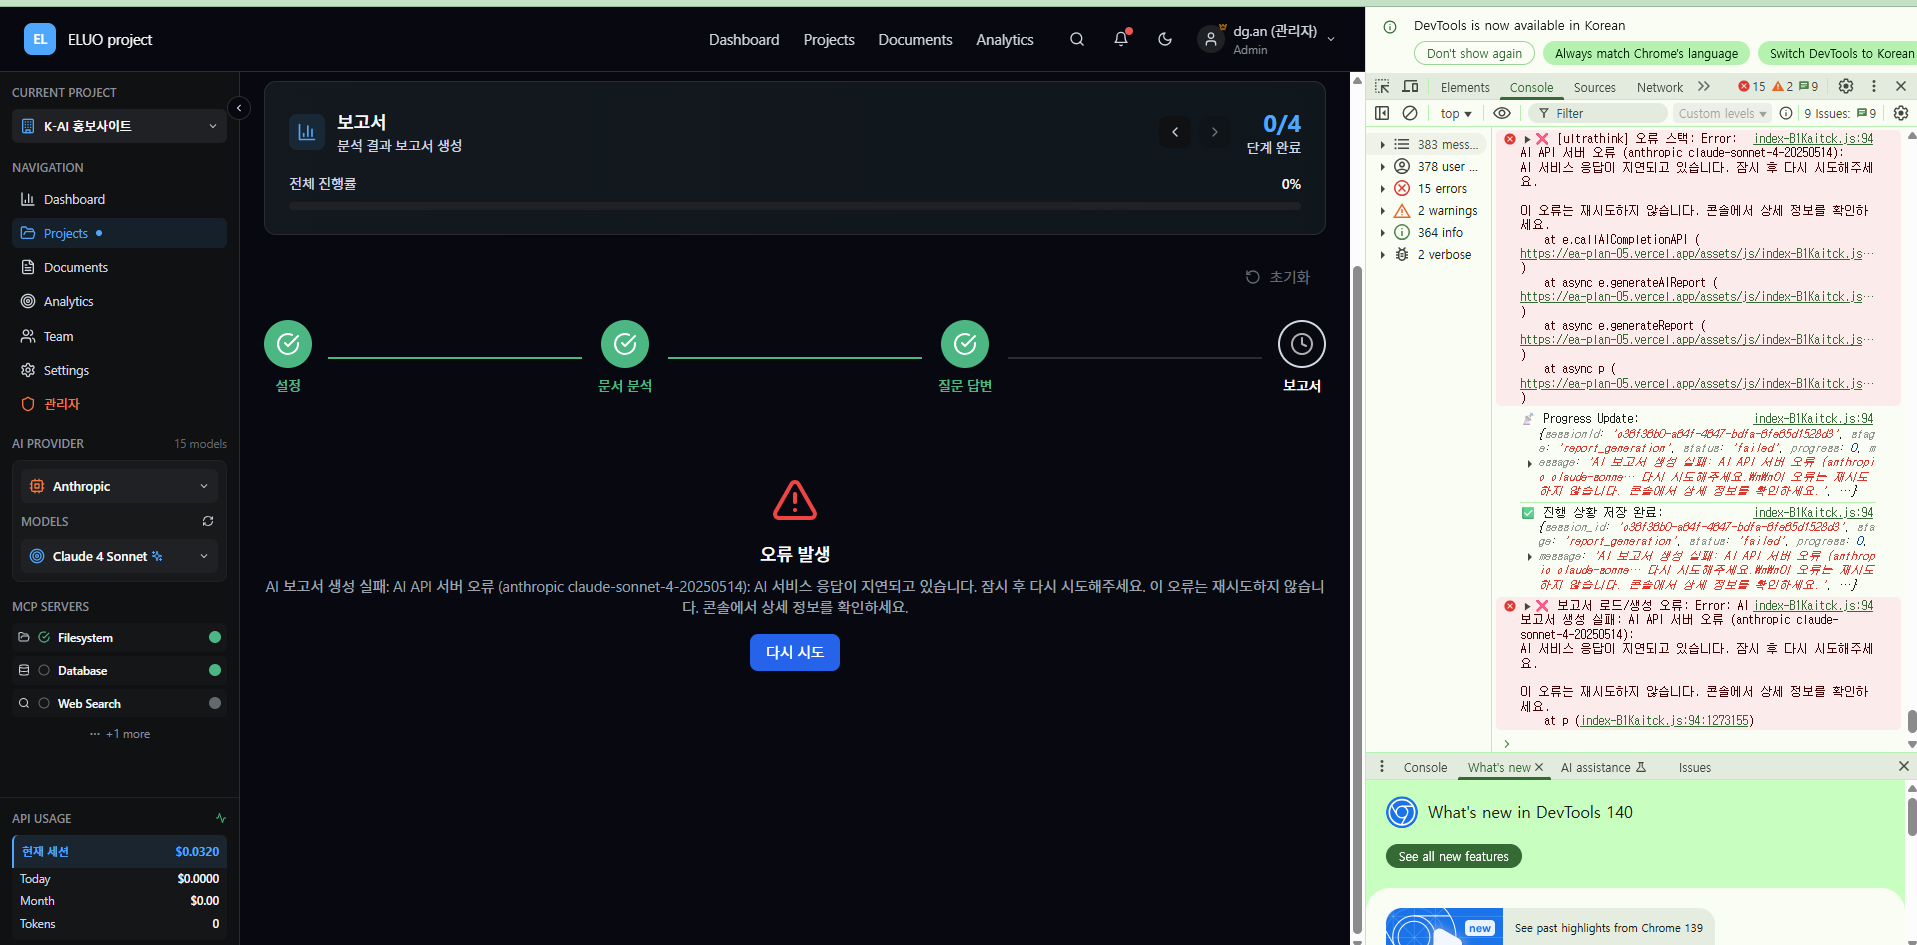 EL
ELUO project
Dashboard
Projects
Documents
Analytics
dg.an (관리자)
Admin
CURRENT PROJECT
K-AI 홍보사이트
NAVIGATION
Dashboard
Projects
Documents
Analytics
Team
Settings
관리자
AI PROVIDER
15 models
Anthropic
MODELS
Claude 4 Sonnet
MCP SERVERS
Filesystem
Database
Web Search
··· +1 more
API USAGE
현재 세션
$0.0320
Today
$0.0000
Month
$0.00
Tokens
0
보고서
분석 결과 보고서 생성
0/4
단계 완료
전체 진행률
0%
초기화
설정
문서 분석
질문 답변
보고서
오류 발생
AI 보고서 생성 실패: AI API 서버 오류 (anthropic claude-sonnet-4-20250514): AI 서비스 응답이 지연되고 있습니다. 잠시 후 다시 시도해주세요. 이 오류는 재시도하지 않습니
다. 콘솔에서 상세 정보를 확인하세요.
다시 시도
DevTools is now available in Korean
Don't show again
Always match Chrome's language
Switch DevTools to Korean
Elements
Console
Sources
Network
15
2
9
top
Filter
Custom levels
9 Issues:
9
383 mess...
378 user ...
15 errors
2 warnings
364 info
2 verbose
[ultrathink] 오류 스택: Error:
index-B1Kaitck.js:94
AI API 서버 오류 (anthropic claude-sonnet-4-20250514):
AI 서비스 응답이 지연되고 있습니다. 잠시 후 다시 시도해주세
요.
이 오류는 재시도하지 않습니다. 콘솔에서 상세 정보를 확인하
세요.
at e.callAICompletionAPI (
https://ea-plan-05.vercel.app/assets/js/index-B1Kaitck.js…
)
at async e.generateAIReport (
https://ea-plan-05.vercel.app/assets/js/index-B1Kaitck.js…
)
at async e.generateReport (
https://ea-plan-05.vercel.app/assets/js/index-B1Kaitck.js…
)
at async p (
https://ea-plan-05.vercel.app/assets/js/index-B1Kaitck.js…
)
Progress Update:
index-B1Kaitck.js:94
stag
e: 'report_generation', status: 'failed', progress: 0, m
essage: 'AI 보고서 생성 실패: AI API 서버 오류 (anthropi
c claude-sonne… 다시 시도해주세요.\n\n이 오류는 재시도
하지 않습니다. 콘솔에서 상세 정보를 확인하세요.', …}
진행 상황 저장 완료:
index-B1Kaitck.js:94
sta
ge: 'report_generation', status: 'failed', progress: 0,
message: 'AI 보고서 생성 실패: AI API 서버 오류 (anthrop
ic claude-sonne… 다시 시도해주세요.\n\n이 오류는 재시도
하지 않습니다. 콘솔에서 상세 정보를 확인하세요.', …}
보고서 로드/생성 오류: Error: AI
index-B1Kaitck.js:94
보고서 생성 실패: AI API 서버 오류 (anthropic claude-
sonnet-4-20250514):
AI 서비스 응답이 지연되고 있습니다. 잠시 후 다시 시도해주세
요.
이 오류는 재시도하지 않습니다. 콘솔에서 상세 정보를 확인하
세요.
at p (index-B1Kaitck.js:94:1273155)
Console
What's new
AI assistance
Issues
What's new in DevTools 140
See all new features
new
See past highlights from Chrome 139